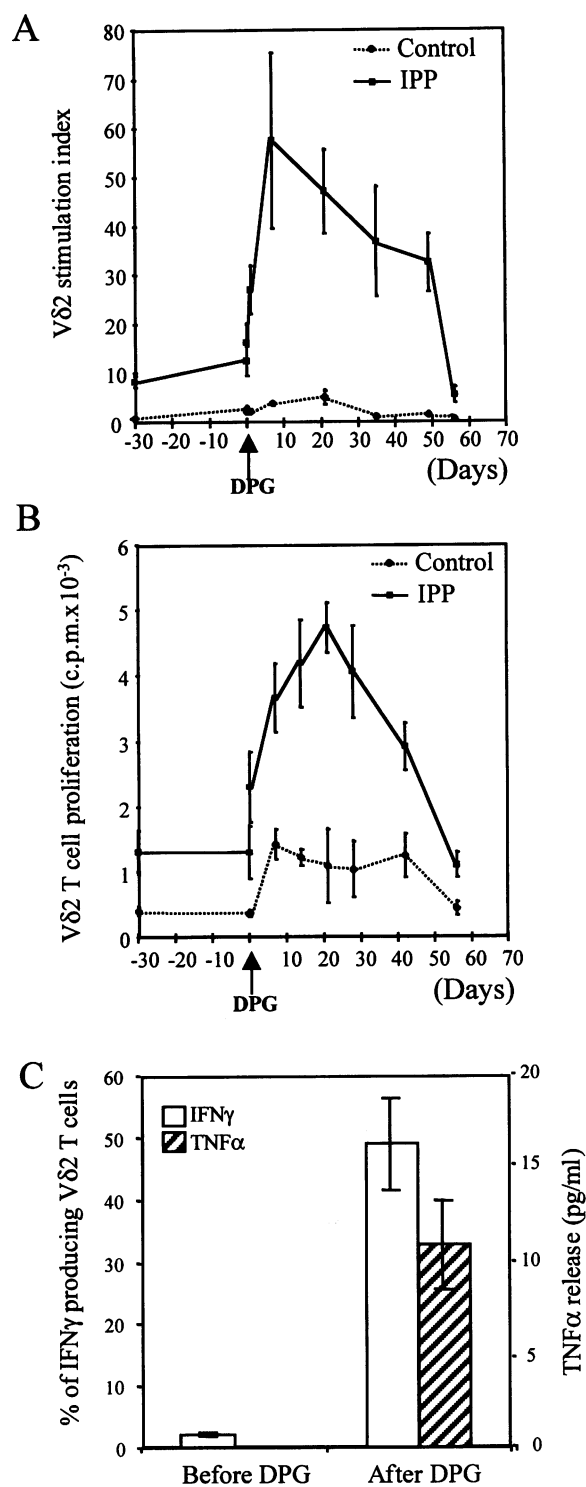 A
80
70
60
50
40
30
20
10
0
Vδ2 stimulation index
Control
IPP
-30 -20 -10 10 20 30 40 50 60 70
(Days)
DPG
B
6
5
4
3
2
1
0
Vδ2 T cell proliferation (c.p.m.x10-3)
Control
IPP
-30 -20 -10 10 20 30 40 50 60 70
(Days)
DPG
C
60
50
40
30
20
10
0
% of IFNγ producing Vδ2 T cells
IFNγ
TNFα
20
15
10
5
0
TNFα release (pg/ml)
Before DPG After DPG